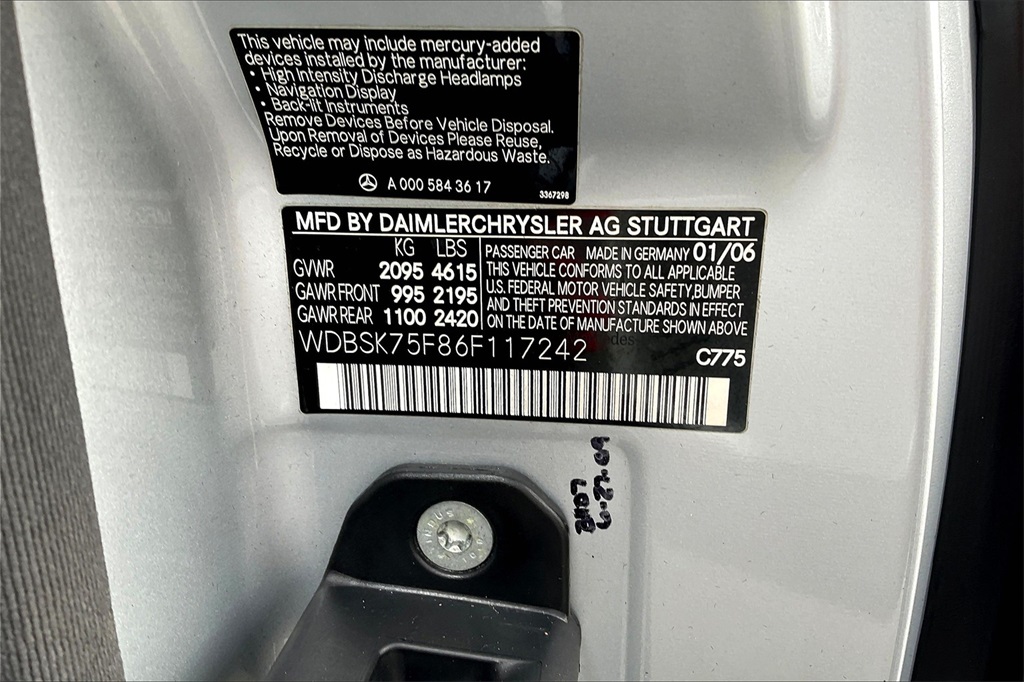 This vehicle may include mercury-added
devices installed by the manufacturer:
• High Intensity Discharge Headlamps
• Navigation Display
• Back-lit Instruments
Remove Devices Before Vehicle Disposal.
Upon Removal of Devices Please Reuse,
Recycle or Dispose as Hazardous Waste.
A 000 584 36 17
3367298
MFD BY DAIMLERCHRYSLER AG STUTTGART
KG LBS
GVWR 2095 4615
GAWR FRONT 995 2195
GAWR REAR 1100 2420
PASSENGER CAR MADE IN GERMANY 01/06
THIS VEHICLE CONFORMS TO ALL APPLICABLE
U.S. FEDERAL MOTOR VEHICLE SAFETY,BUMPER
AND THEFT PREVENTION STANDARDS IN EFFECT
ON THE DATE OF MANUFACTURE SHOWN ABOVE
WDBSK75F86F117242
C775